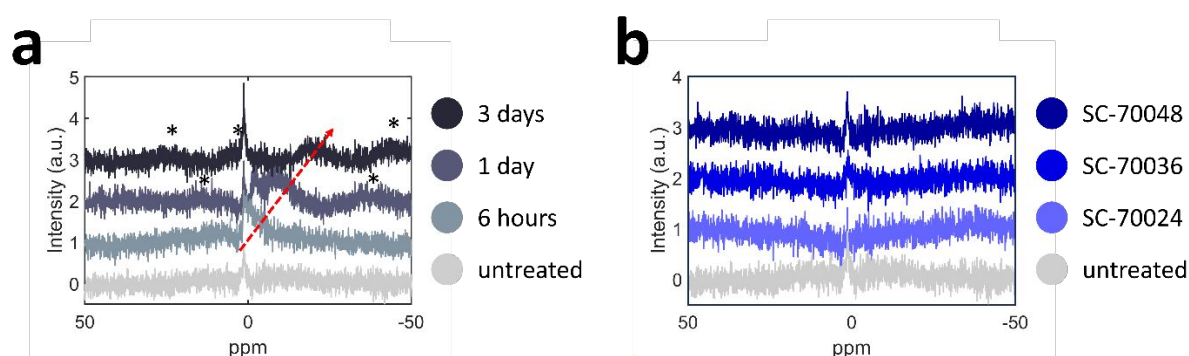 a
5
4
3
2
1
0
Intensity (a.u.)
50
0
-50
ppm
*
*
*
*
*
3 days
1 day
6 hours
untreated
b
4
3
2
1
0
Intensity (a.u.)
50
0
-50
ppm
SC-70048
SC-70036
SC-70024
untreated